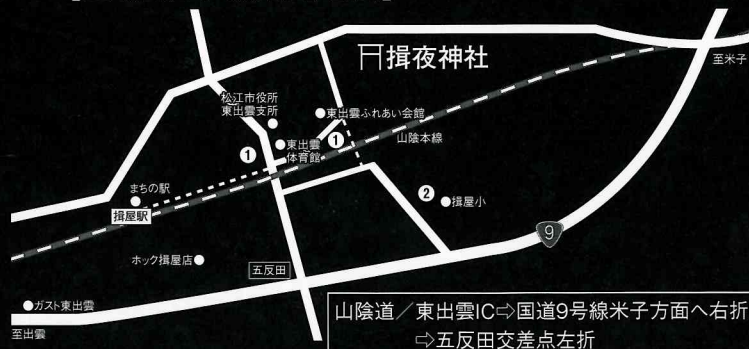 揖夜神社
至米子
松江市役所
東出雲支所
東出雲ふれあい会館
①
東出雲
体育館
①
山陰本線
まちの駅
揖屋駅
②
揖屋小
9
ホック揖屋店
五反田
ガスト東出雲
至出雲
山陰道／東出雲IC⇨国道9号線米子方面へ右折
⇨五反田交差点左折